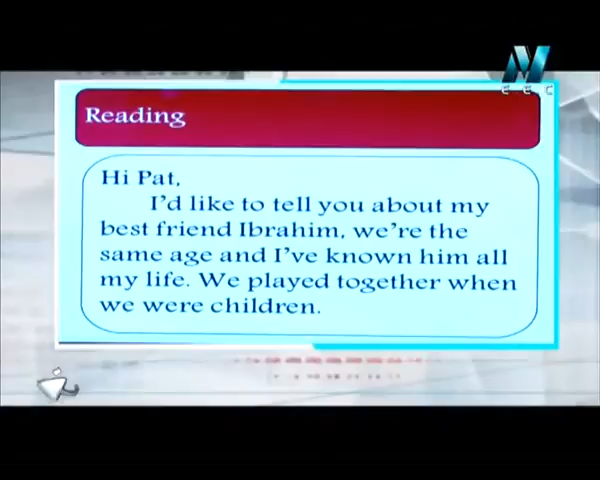 Reading
Hi Pat,
I'd like to tell you about my
best friend Ibrahim, we're the
same age and I've known him all
my life. We played together when
we were children.